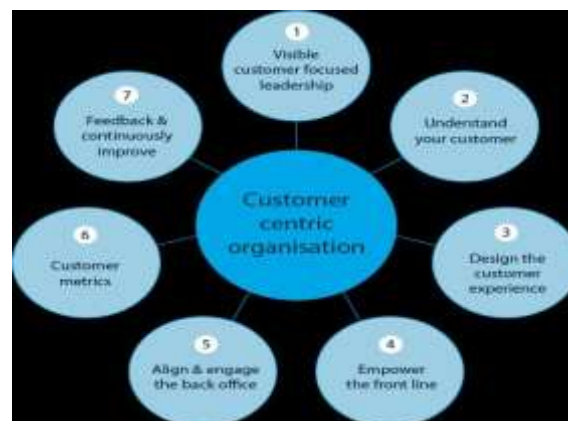 1
Visible
customer focused
leadership
2
Understand
your customer
3
Design the
customer
experience
4
Empower
the front line
5
Align & engage
the back office
6
Customer
metrics
7
Feedback &
continuously
improve
Customer
centric
organisation